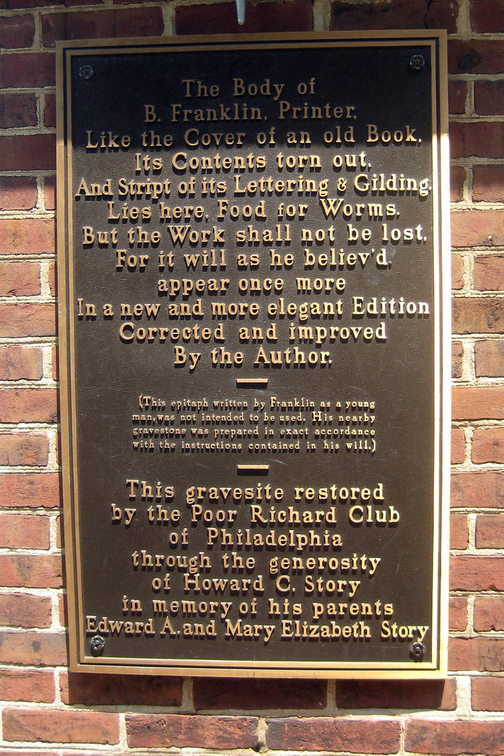 The Body of
B. Franklin, Printer,
Like the Cover of an old Book,
Its Contents torn out,
And Stript of its Lettering & Gilding,
Lies here, Food for Worms.
But the Work shall not be lost,
For it will as he believ'd
appear once more
In a new and more elegant Edition
Corrected and improved
By the Author.
(This epitaph written by Franklin as a young
man, was not intended to be used. His nearby
gravestone was prepared in exact accordance
with the instructions contained in his will.)
This gravesite restored
by the Poor Richard Club
of Philadelphia
through the generosity
of Howard C. Story
in memory of his parents
Edward A. and Mary Elizabeth Story